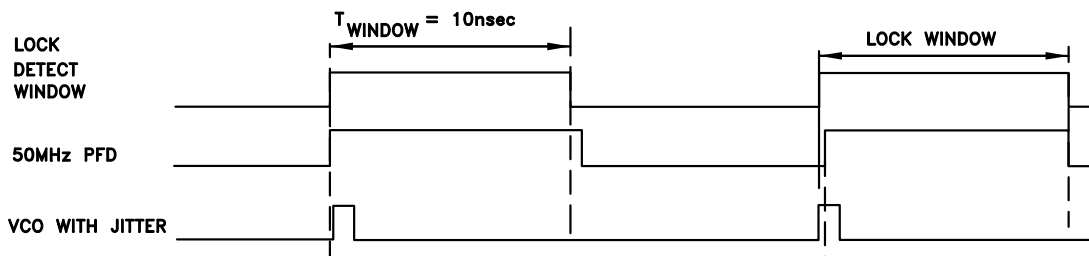 T WINDOW = 10nsec
LOCK WINDOW
LOCK
DETECT
WINDOW
50MHz PFD
VCO WITH JITTER